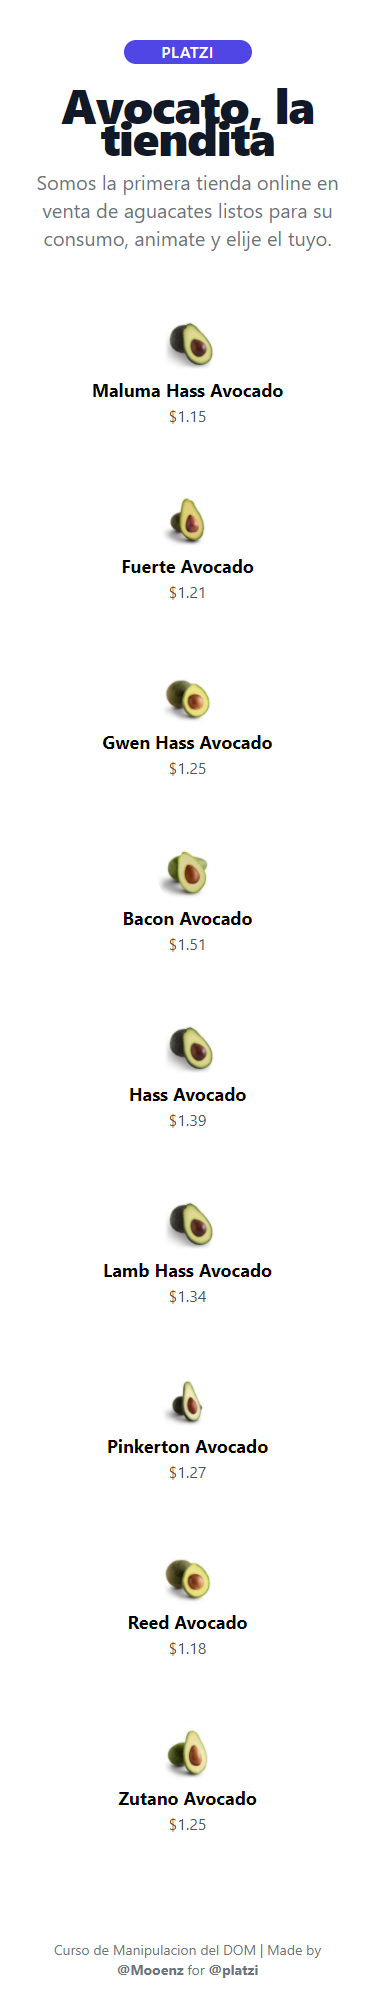 PLATZI
Avocato, la
tiendita
Somos la primera tienda online en
venta de aguacates listos para su
consumo, animate y elije el tuyo.
Maluma Hass Avocado
$1.15
Fuerte Avocado
$1.21
Gwen Hass Avocado
$1.25
Bacon Avocado
$1.51
Hass Avocado
$1.39
Lamb Hass Avocado
$1.34
Pinkerton Avocado
$1.27
Reed Avocado
$1.18
Zutano Avocado
$1.25
Curso de Manipulacion del DOM | Made by
@Mooenz for @platzi